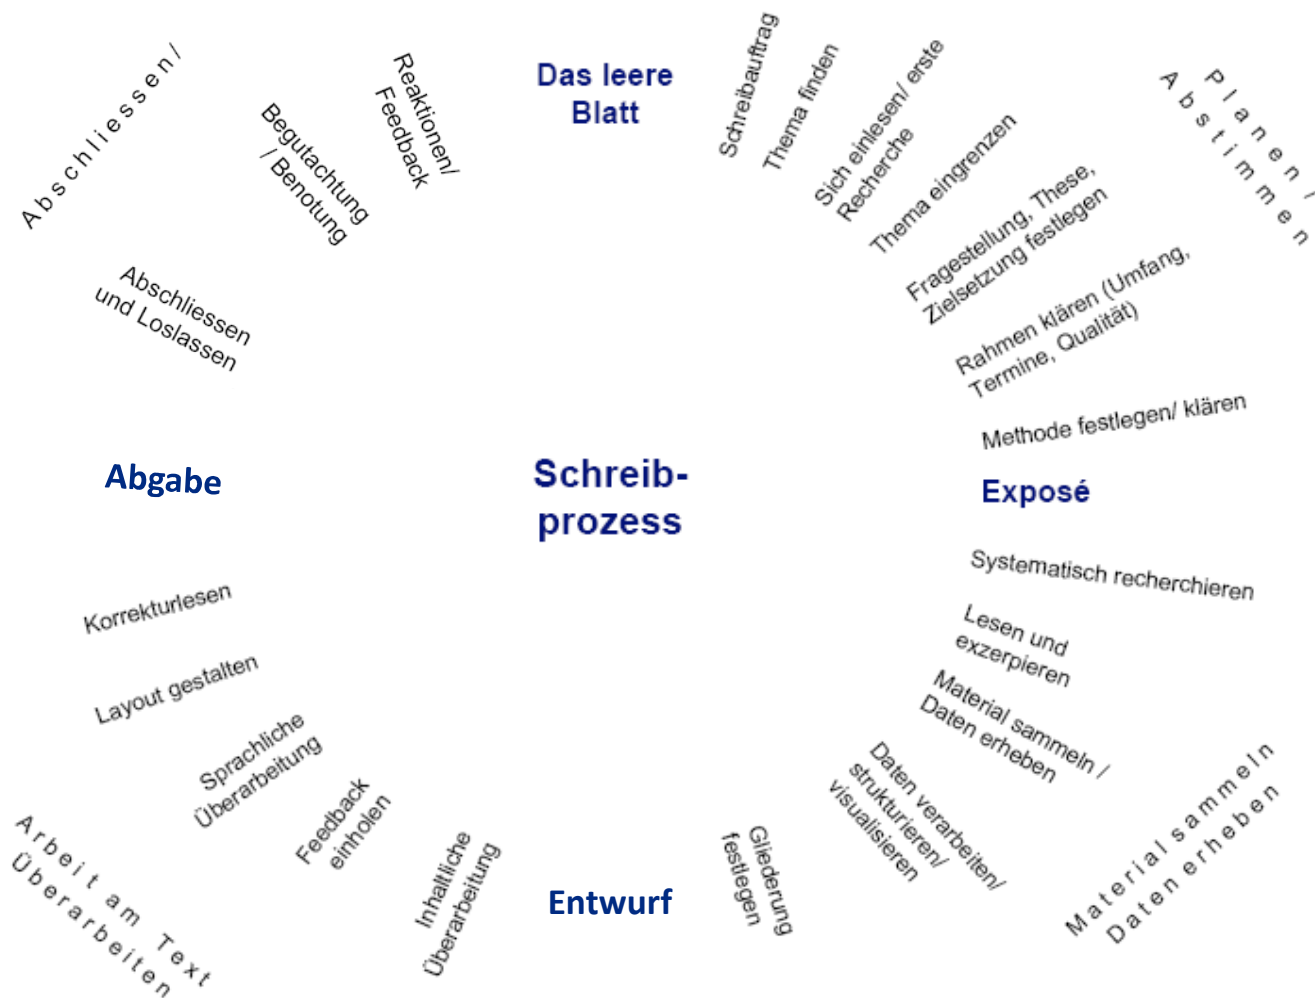 Das leere
Blatt
Schreibauftrag
Thema finden
Sich einlesen/ erste
Recherche
Thema eingrenzen
Fragestellung, These,
Zielsetzung festlegen
Rahmen klären (Umfang,
Termine, Qualität)
Methode festlegen/ klären
Planen /
Abstimmen
Exposé
Systematisch recherchieren
Lesen und
exzerpieren
Material sammeln /
Daten erheben
Daten verarbeiten/
strukturieren/
visualisieren
Gliederung
festlegen
Material sammeln
Daten erheben
Entwurf
Inhaltliche
Überarbeitung
Feedback
einholen
Sprachliche
Überarbeitung
Layout gestalten
Korrekturlesen
Arbeit am Text
Überarbeiten
Abgabe
Abschliessen
und Loslassen
Begutachtung
/ Benotung
Reaktionen/
Feedback
Abschliessen/
Schreib-
prozess